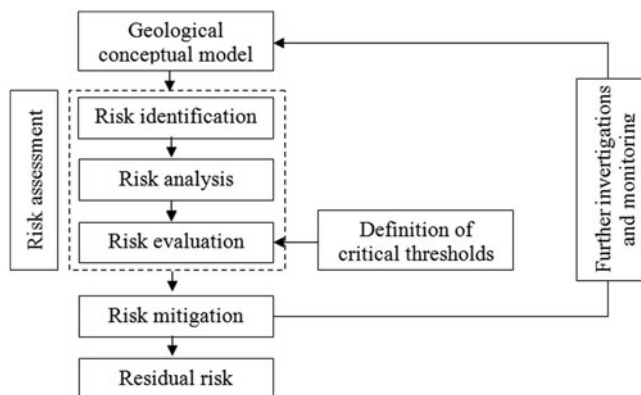 Geological
conceptual model
Risk assessment
Risk identification
Risk analysis
Risk evaluation
Definition of
critical thresholds
Further invertigations
and monitoring
Risk mitigation
Residual risk